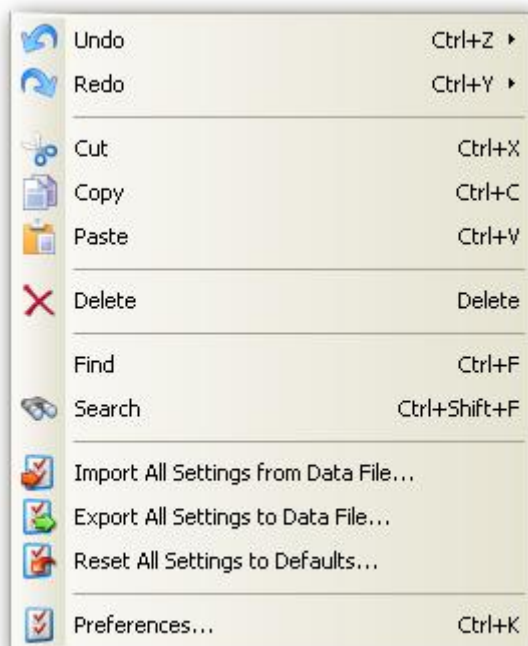 Undo Ctrl+Z
Redo Ctrl+Y
Cut Ctrl+X
Copy Ctrl+C
Paste Ctrl+V
Delete Delete
Find Ctrl+F
Search Ctrl+Shift+F
Import All Settings from Data File...
Export All Settings to Data File...
Reset All Settings to Defaults...
Preferences... Ctrl+K